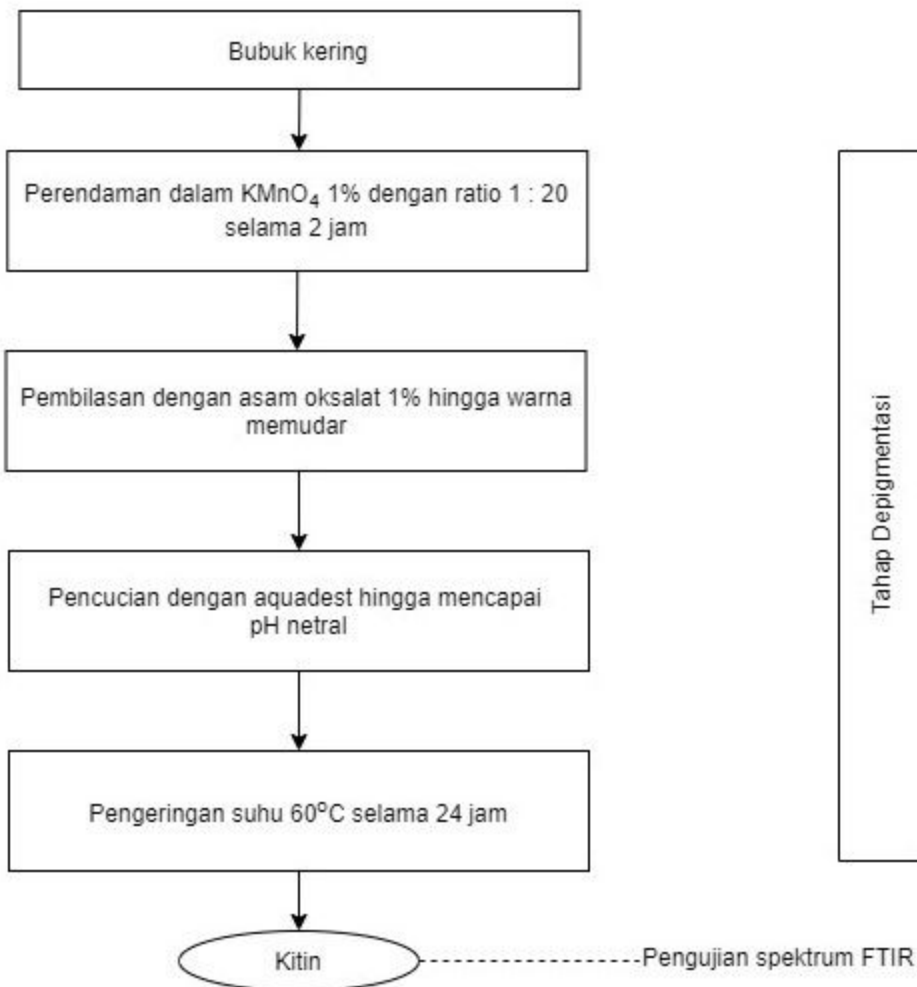 Bubuk kering
Perendaman dalam KMnO₄ 1% dengan ratio 1 : 20
selama 2 jam
Pembilasan dengan asam oksalat 1% hingga warna
memudar
Pencucian dengan aquadest hingga mencapai
pH netral
Pengeringan suhu 60⁰C selama 24 jam
Kitin
Pengujian spektrum FTIR
Tahap Depigmentasi